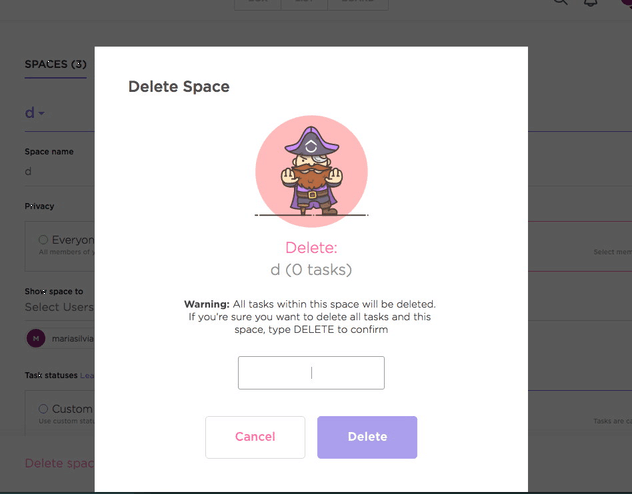 SPACES (3)
d
Space name
d
Privacy
Everyon
All members of y
Select mem
Show space to
Select Users
M
mariasilvia
Task statuses Lea
Custom
Use custom statu
Tasks are ca
Delete spac
Delete Space
Delete:
d (0 tasks)
Warning: All tasks within this space will be deleted.
If you're sure you want to delete all tasks and this
space, type DELETE to confirm
Cancel
Delete